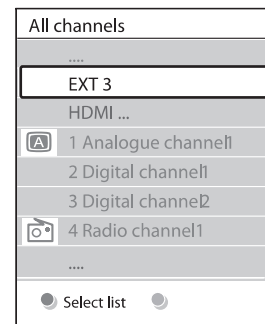 All channels
....
EXT 3
HDMI ...
A 1 Analogue channel1
2 Digital channel1
3 Digital channel2
4 Radio channel1
....
Select list